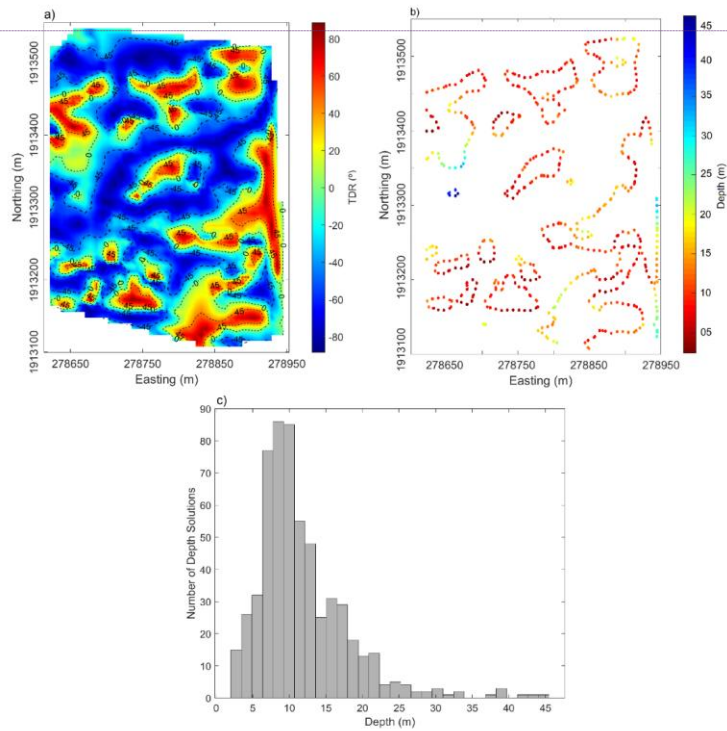 a)
1913500
1913400
1913300
1913200
1913100
Northing (m)
278650 278750 278850 278950
Easting (m)
80
60
40
20
0
-20
-40
-60
-80
TDR (°)
b)
1913500
1913400
1913300
1913200
1913100
Northing (m)
278650 278750 278850 278950
Easting (m)
45
40
35
30
25
20
15
10
05
Depth (m)
c)
90
80
70
60
50
40
30
20
10
0
Number of Depth Solutions
0 5 10 15 20 25 30 35 40 45
Depth (m)